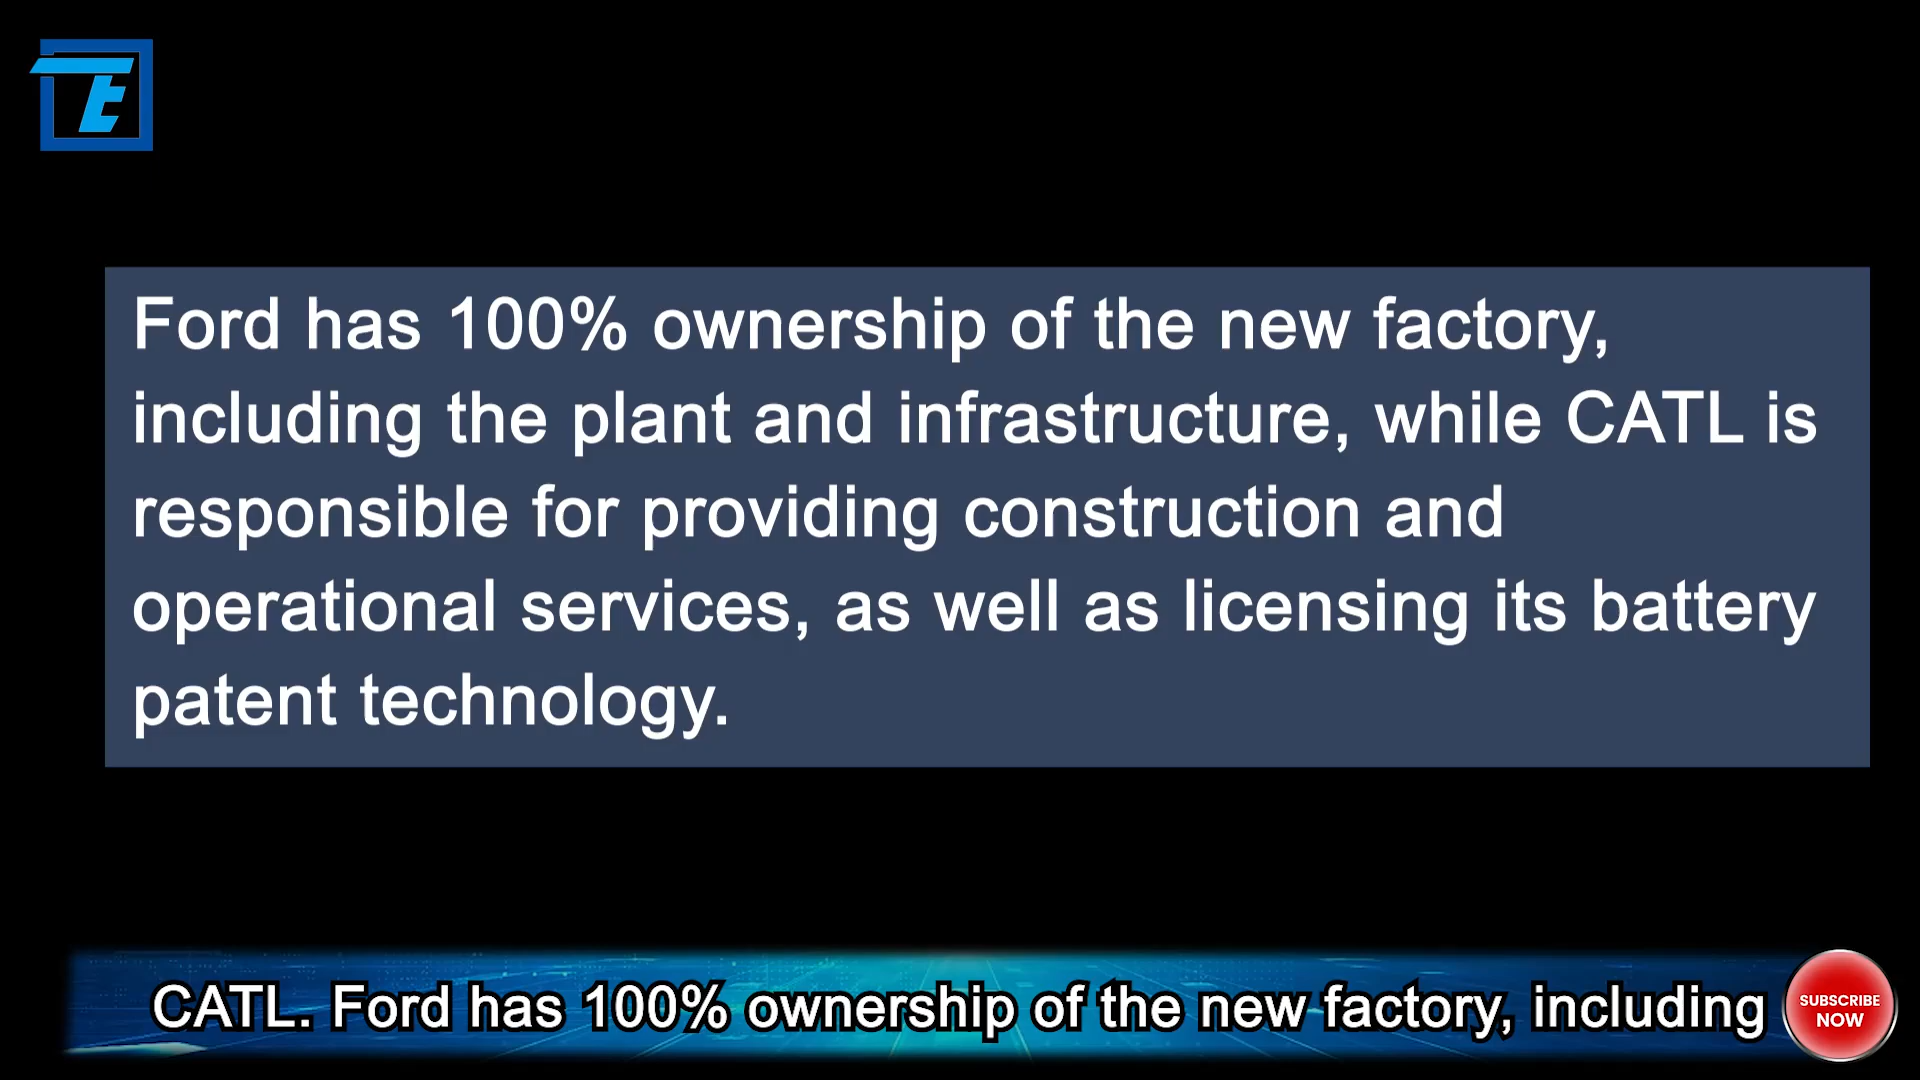 TE
Ford has 100% ownership of the new factory,
including the plant and infrastructure, while CATL is
responsible for providing construction and
operational services, as well as licensing its battery
patent technology.
CATL. Ford has 100% ownership of the new factory, including
SUBSCRIBE
NOW